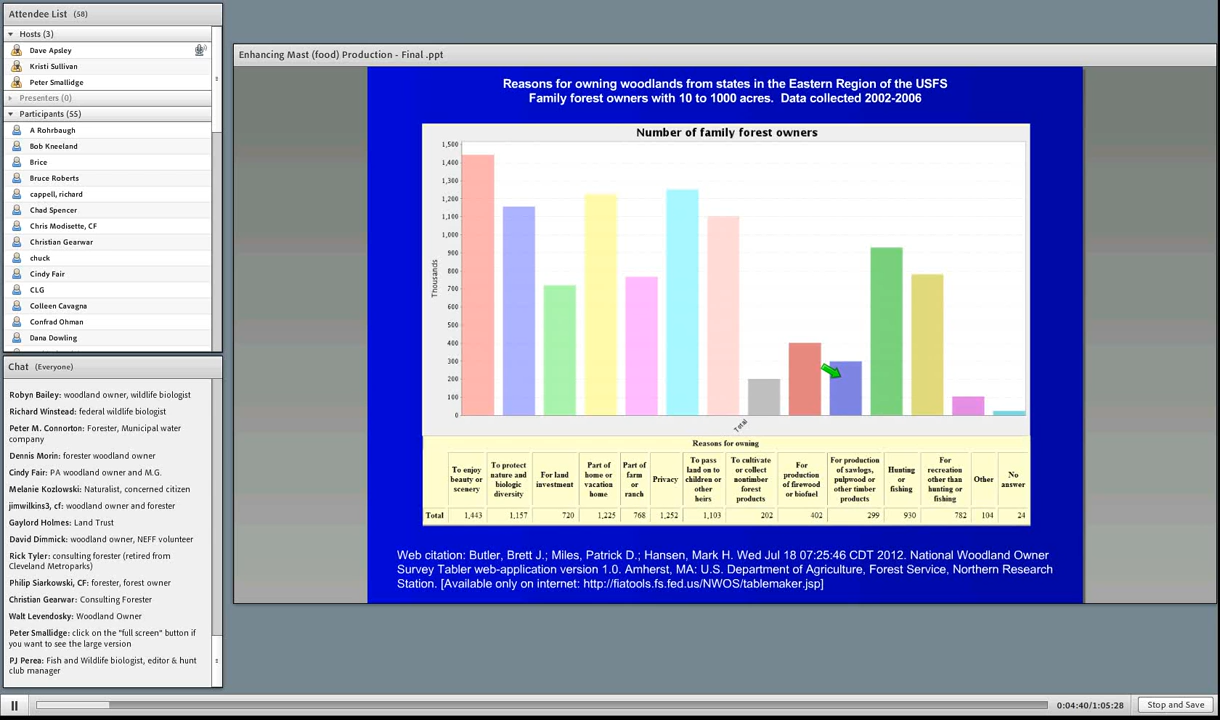 Attendee List (58)
Hosts (3)
Dave Apsley
Kristi Sullivan
Peter Smallidge
Presenters (0)
Participants (55)
A Rohrbaugh
Bob Kneeland
Brice
Bruce Roberts
cappell, richard
Chad Spencer
Chris Modisette, CF
Christian Gearwar
chuck
Cindy Fair
CLG
Colleen Cavagna
Confrad Ohman
Dana Dowling
Chat (Everyone)
Robyn Bailey: woodland owner, wildlife biologist
Richard Winstead: federal wildlife biologist
Peter M. Connorton: Forester, Municipal water
company
Dennis Morin: forester woodland owner
Cindy Fair: PA woodland owner and M.G.
Melanie Kozlowski: Naturalist, concerned citizen
jimwilkins3, cf: woodland owner and forester
Gaylord Holmes: Land Trust
David Dimmick: woodland owner, NEFF volunteer
Rick Tyler: consulting forester (retired from
Cleveland Metroparks)
Philip Siarkowski, CF: forester, forest owner
Christian Gearwar: Consulting Forester
Walt Levendosky: Woodland Owner
Peter Smallidge: click on the "full screen" button if
you want to see the large version
PJ Perea: Fish and Wildlife biologist, editor & hunt
club manager
Enhancing Mast (food) Production - Final .ppt
Reasons for owning woodlands from states in the Eastern Region of the USFS
Family forest owners with 10 to 1000 acres. Data collected 2002-2006
Number of family forest owners
1,500
1,400
1,300
1,200
1,100
1,000
900
800
700
600
500
400
300
200
100
0
Thousands
Total
Reasons for owning
To enjoy beauty or scenery
To protect nature and biologic diversity
For land investment
Part of home or vacation home
Part of farm or ranch
Privacy
To pass land on to children or other heirs
To cultivate or collect nontimber forest products
For production of firewood or biofuel
For production of sawlogs, pulpwood or other timber products
Hunting or fishing
For recreation other than hunting or fishing
Other
No answer
Total 1,443 1,157 720 1,225 768 1,252 1,103 202 402 299 930 782 104 24
Web citation: Butler, Brett J.; Miles, Patrick D.; Hansen, Mark H. Wed Jul 18 07:25:46 CDT 2012. National Woodland Owner
Survey Tabler web-application version 1.0. Amherst, MA: U.S. Department of Agriculture, Forest Service, Northern Research
Station. [Available only on internet: http://fiatools.fs.fed.us/NWOS/tablemaker.jsp]
0:04:40/1:05:28
Stop and Save